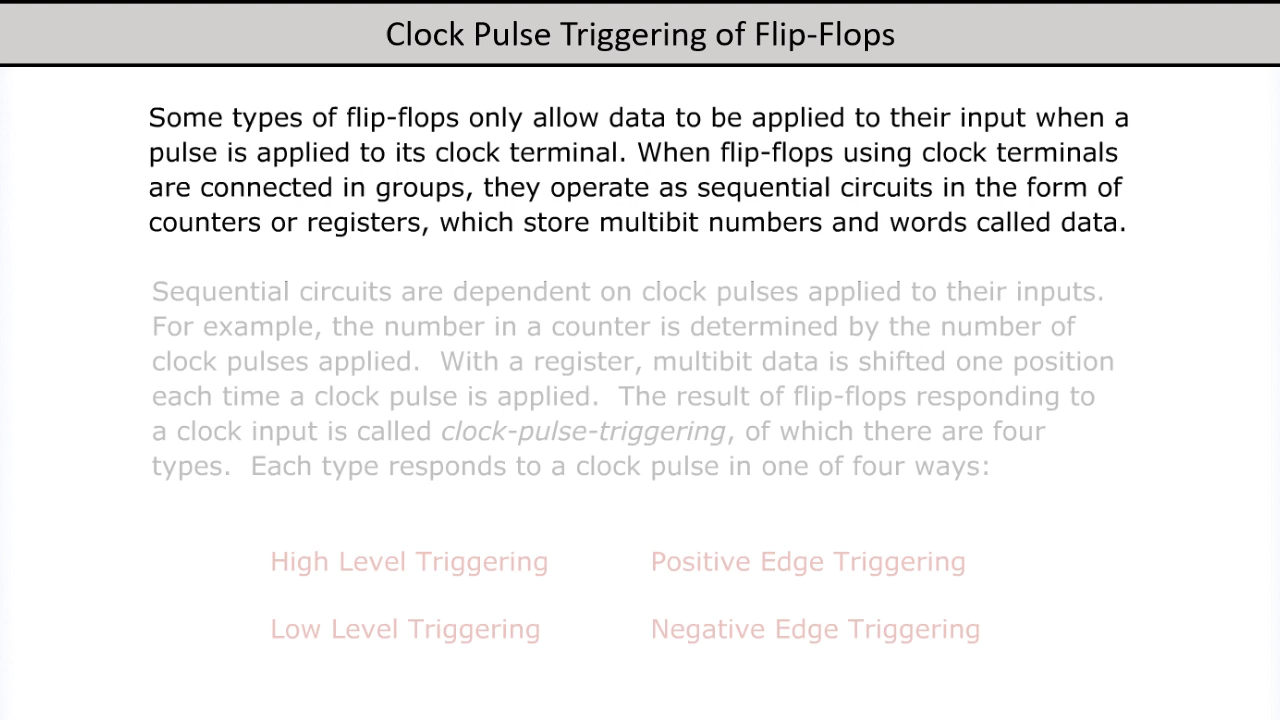 Clock Pulse Triggering of Flip-Flops
Some types of flip-flops only allow data to be applied to their input when a
pulse is applied to its clock terminal. When flip-flops using clock terminals
are connected in groups, they operate as sequential circuits in the form of
counters or registers, which store multibit numbers and words called data.
Sequential circuits are dependent on clock pulses applied to their inputs.
For example, the number in a counter is determined by the number of
clock pulses applied.  With a register, multibit data is shifted one position
each time a clock pulse is applied.  The result of flip-flops responding to
a clock input is called clock-pulse-triggering, of which there are four
types.  Each type responds to a clock pulse in one of four ways:
High Level Triggering
Positive Edge Triggering
Low Level Triggering
Negative Edge Triggering